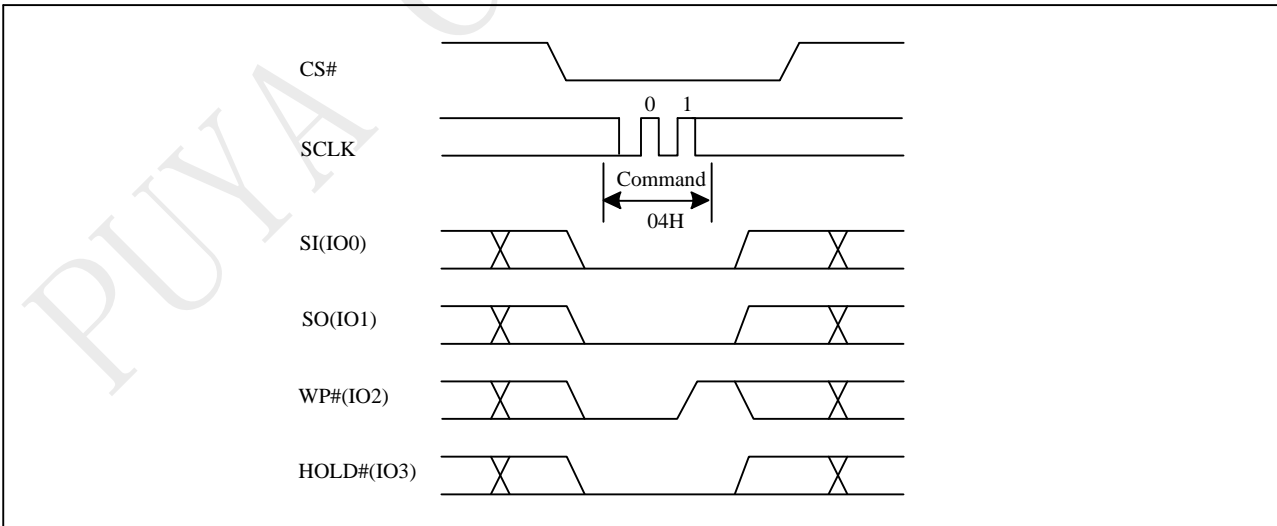 CS#
0 1
SCLK
Command
04H
SI(IO0)
SO(IO1)
WP#(IO2)
HOLD#(IO3)
PUYA